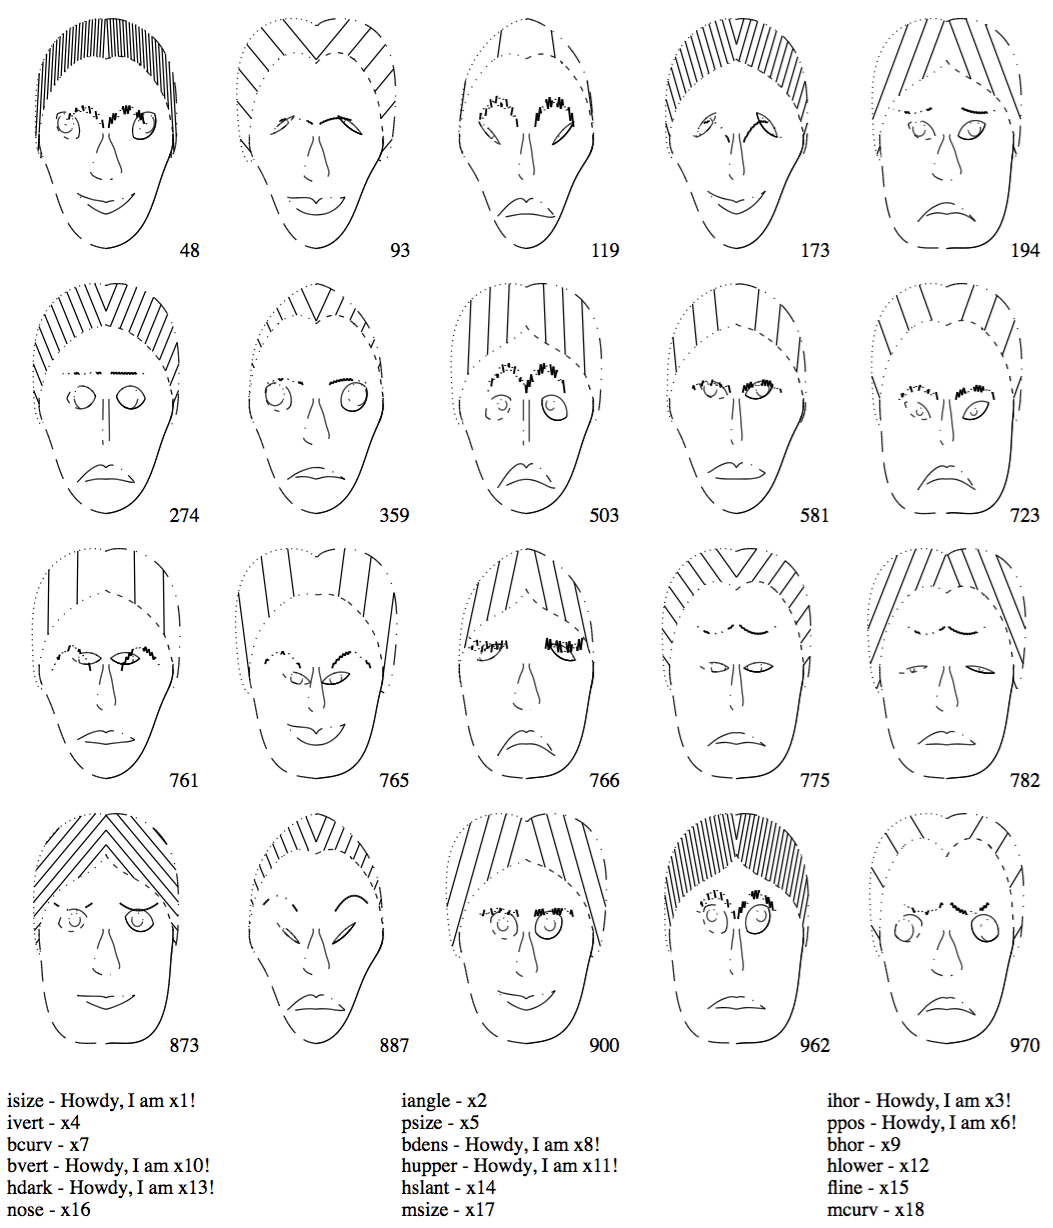 48 93 119 173 194
274 359 503 581 723
761 765 766 775 782
873 887 900 962 970
isize - Howdy, I am x1! iangle - x2 ihor - Howdy, I am x3!
ivert - x4 psize - x5 ppos - Howdy, I am x6!
bcurv - x7 bdens - Howdy, I am x8! bhor - x9
bvert - Howdy, I am x10! hupper - Howdy, I am x11! hlower - x12
hdark - Howdy, I am x13! hslant - x14 fline - x15
nose - x16 msize - x17 mcurv - x18